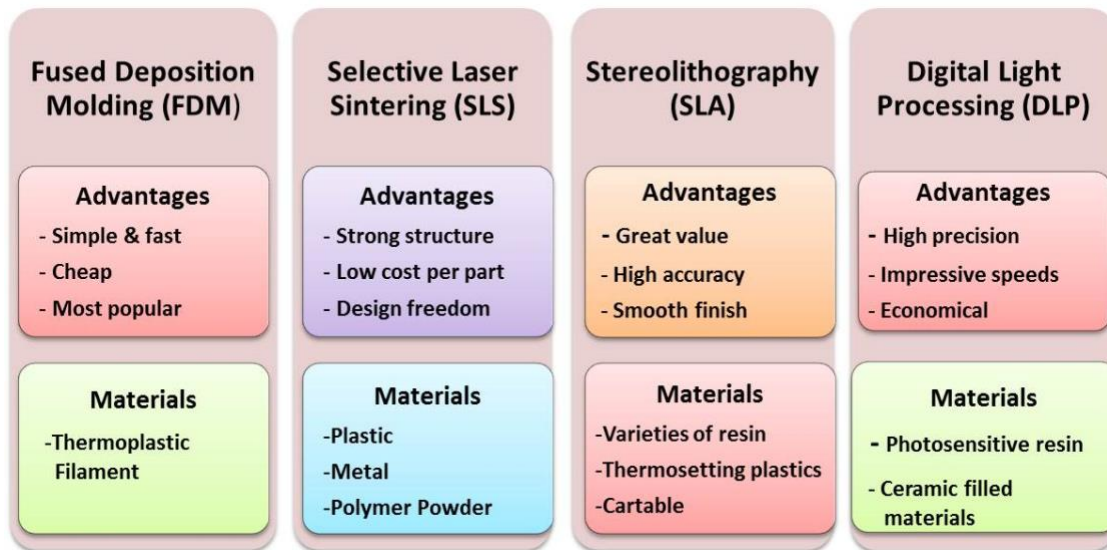 Fused Deposition
Molding (FDM)
Advantages
- Simple & fast
- Cheap
- Most popular
Materials
-Thermoplastic
Filament
Selective Laser
Sintering (SLS)
Advantages
- Strong structure
- Low cost per part
- Design freedom
Materials
-Plastic
-Metal
-Polymer Powder
Stereolithography
(SLA)
Advantages
- Great value
- High accuracy
- Smooth finish
Materials
-Varieties of resin
-Thermosetting plastics
-Cartable
Digital Light
Processing (DLP)
Advantages
- High precision
- Impressive speeds
- Economical
Materials
- Photosensitive resin
- Ceramic filled
materials